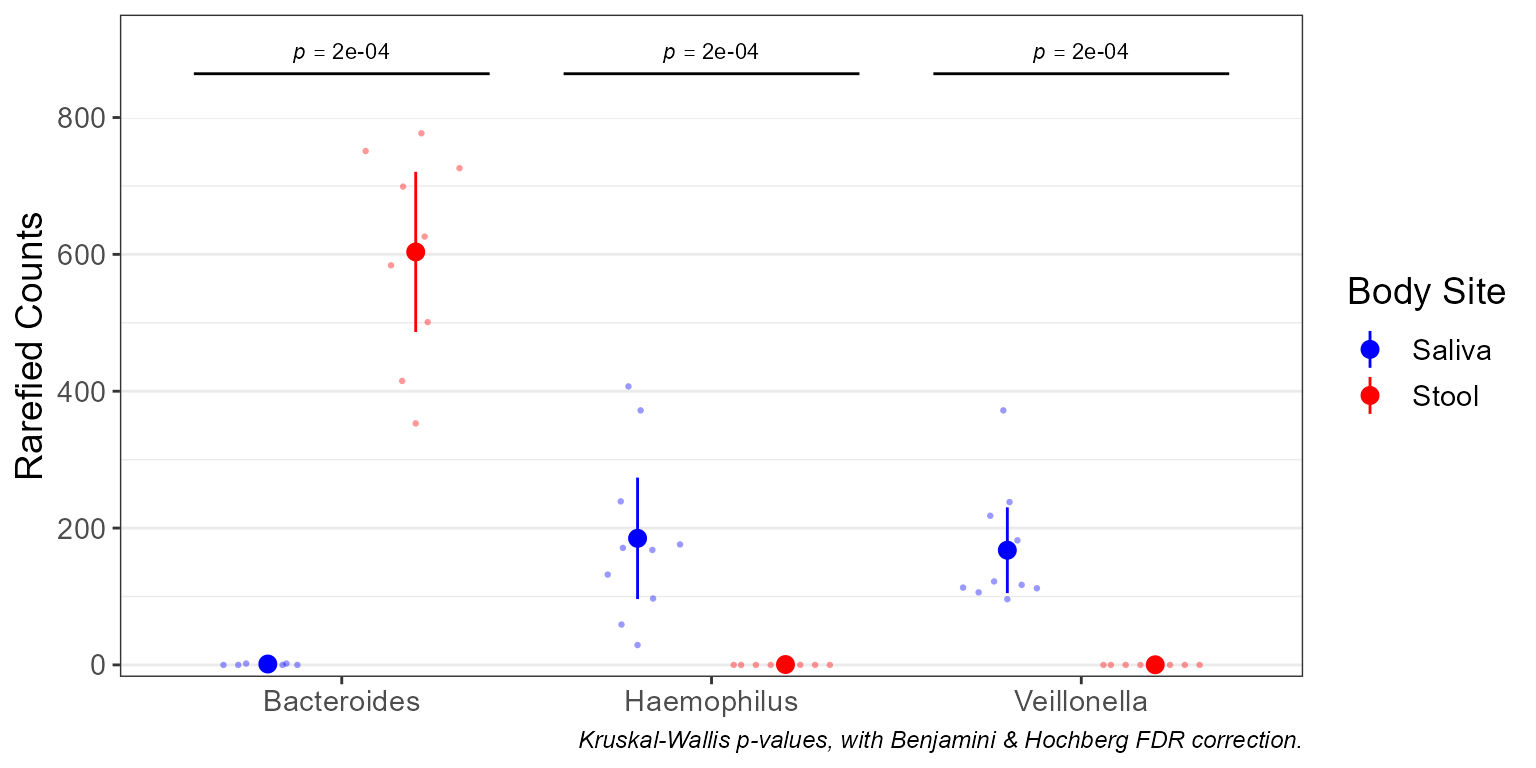 p = 2e-04 p = 2e-04 p = 2e-04
Rarefied Counts
800
600
400
200
0
Bacteroides Haemophilus Veillonella
Kruskal-Wallis p-values, with Benjamini & Hochberg FDR correction.
Body Site
Saliva
Stool